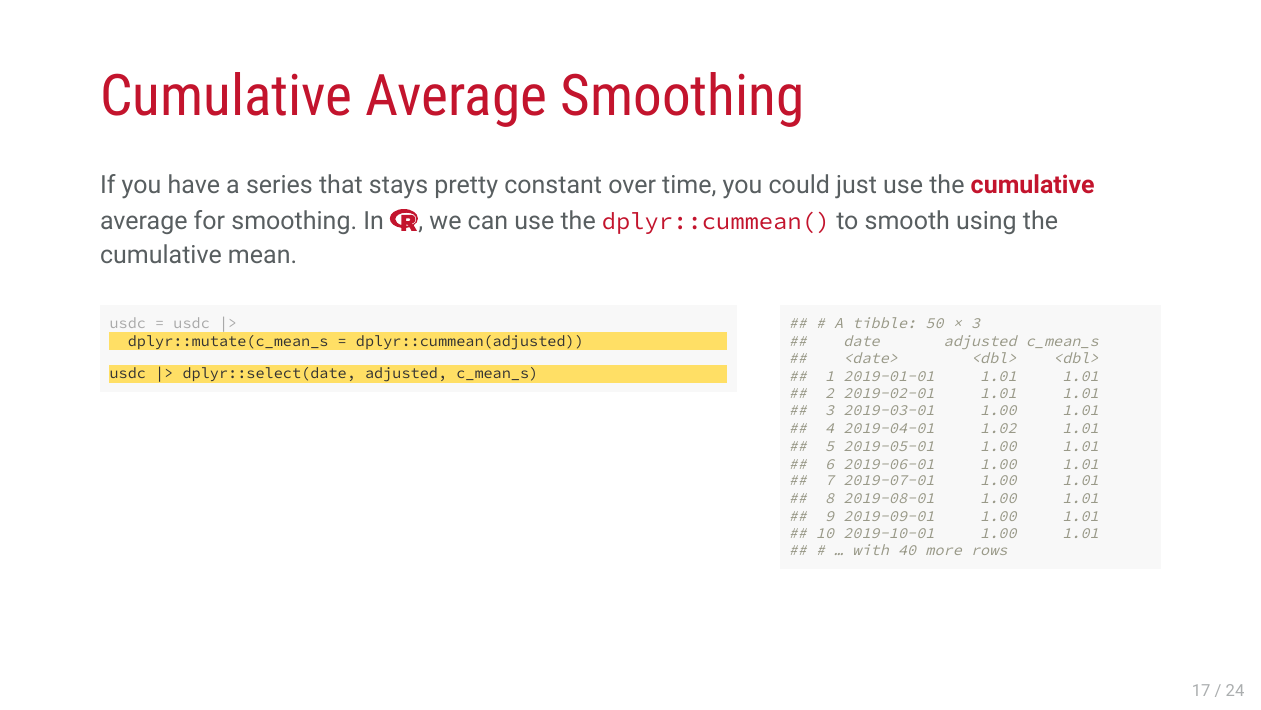 Cumulative Average Smoothing
If you have a series that stays pretty constant over time, you could just use the cumulative
average for smoothing. In R, we can use the dplyr::cummean() to smooth using the
cumulative mean.
usdc = usdc |>
  dplyr::mutate(c_mean_s = dplyr::cummean(adjusted))
usdc |> dplyr::select(date, adjusted, c_mean_s)
## # A tibble: 50 × 3
##    date       adjusted c_mean_s
##    <date>        <dbl>    <dbl>
##  1 2019-01-01     1.01     1.01
##  2 2019-02-01     1.01     1.01
##  3 2019-03-01     1.00     1.01
##  4 2019-04-01     1.02     1.01
##  5 2019-05-01     1.00     1.01
##  6 2019-06-01     1.00     1.01
##  7 2019-07-01     1.00     1.01
##  8 2019-08-01     1.00     1.01
##  9 2019-09-01     1.00     1.01
## 10 2019-10-01     1.00     1.01
## # … with 40 more rows
17 / 24